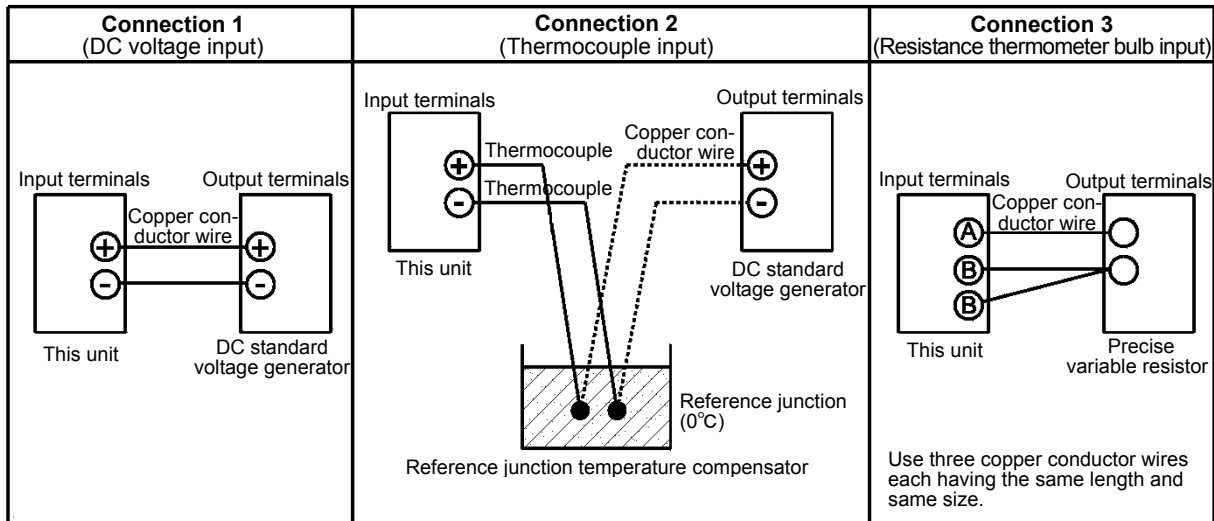 Connection 1
(DC voltage input)
Input terminals
Output terminals
Copper con-
ductor wire
+
+
-
-
This unit
DC standard
voltage generator
Connection 2
(Thermocouple input)
Input terminals
Output terminals
Thermocouple
Copper con-
ductor wire
+
+
Thermocouple
-
-
This unit
DC standard
voltage generator
Reference junction
(0°C)
Reference junction temperature compensator
Connection 3
(Resistance thermometer bulb input)
Input terminals
Output terminals
Copper con-
ductor wire
A
B
B
This unit
Precise
variable resistor
Use three copper conductor wires
each having the same length and
same size.